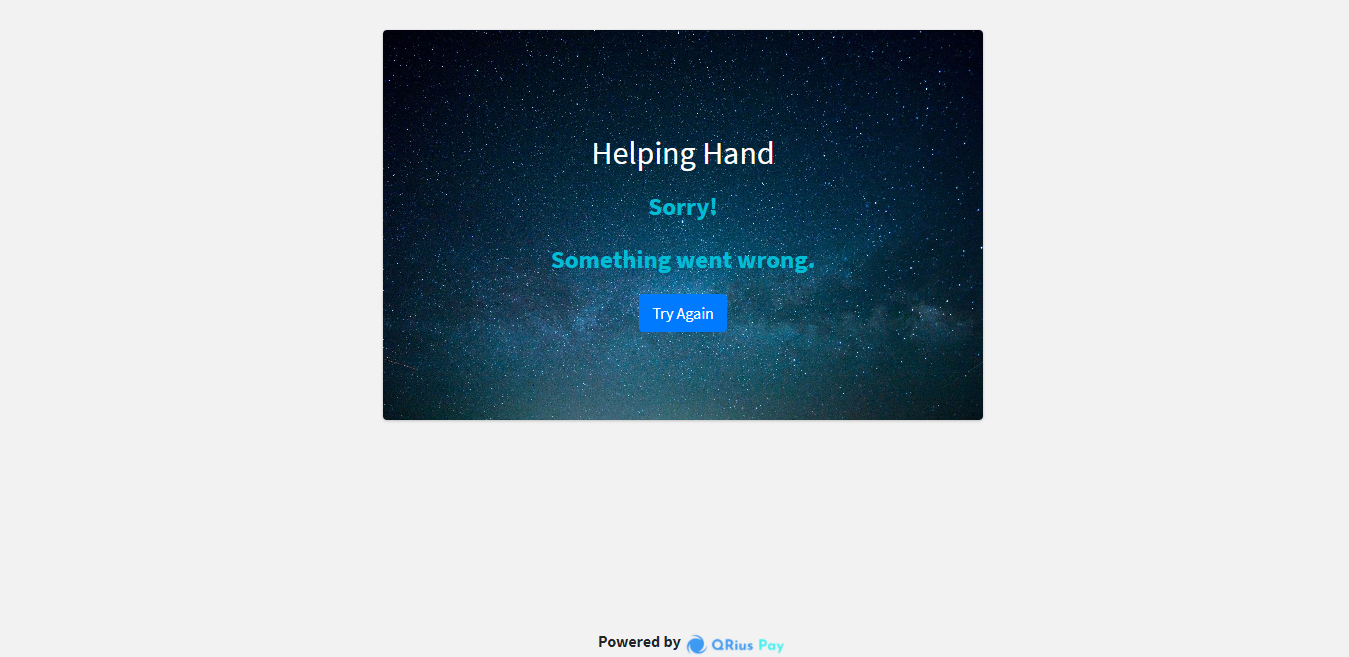 Helping Hand
Sorry!
Something went wrong.
Try Again
Powered by QRius Pay